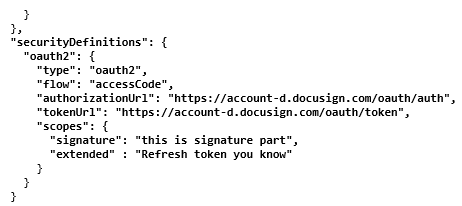 }
},
"securityDefinitions": {
"oauth2": {
"type": "oauth2",
"flow": "accessCode",
"authorizationUrl": "https://account-d.docusign.com/oauth/auth",
"tokenUrl": "https://account-d.docusign.com/oauth/token",
"scopes": {
"signature": "this is signature part",
"extended" : "Refresh token you know"
}
}
}